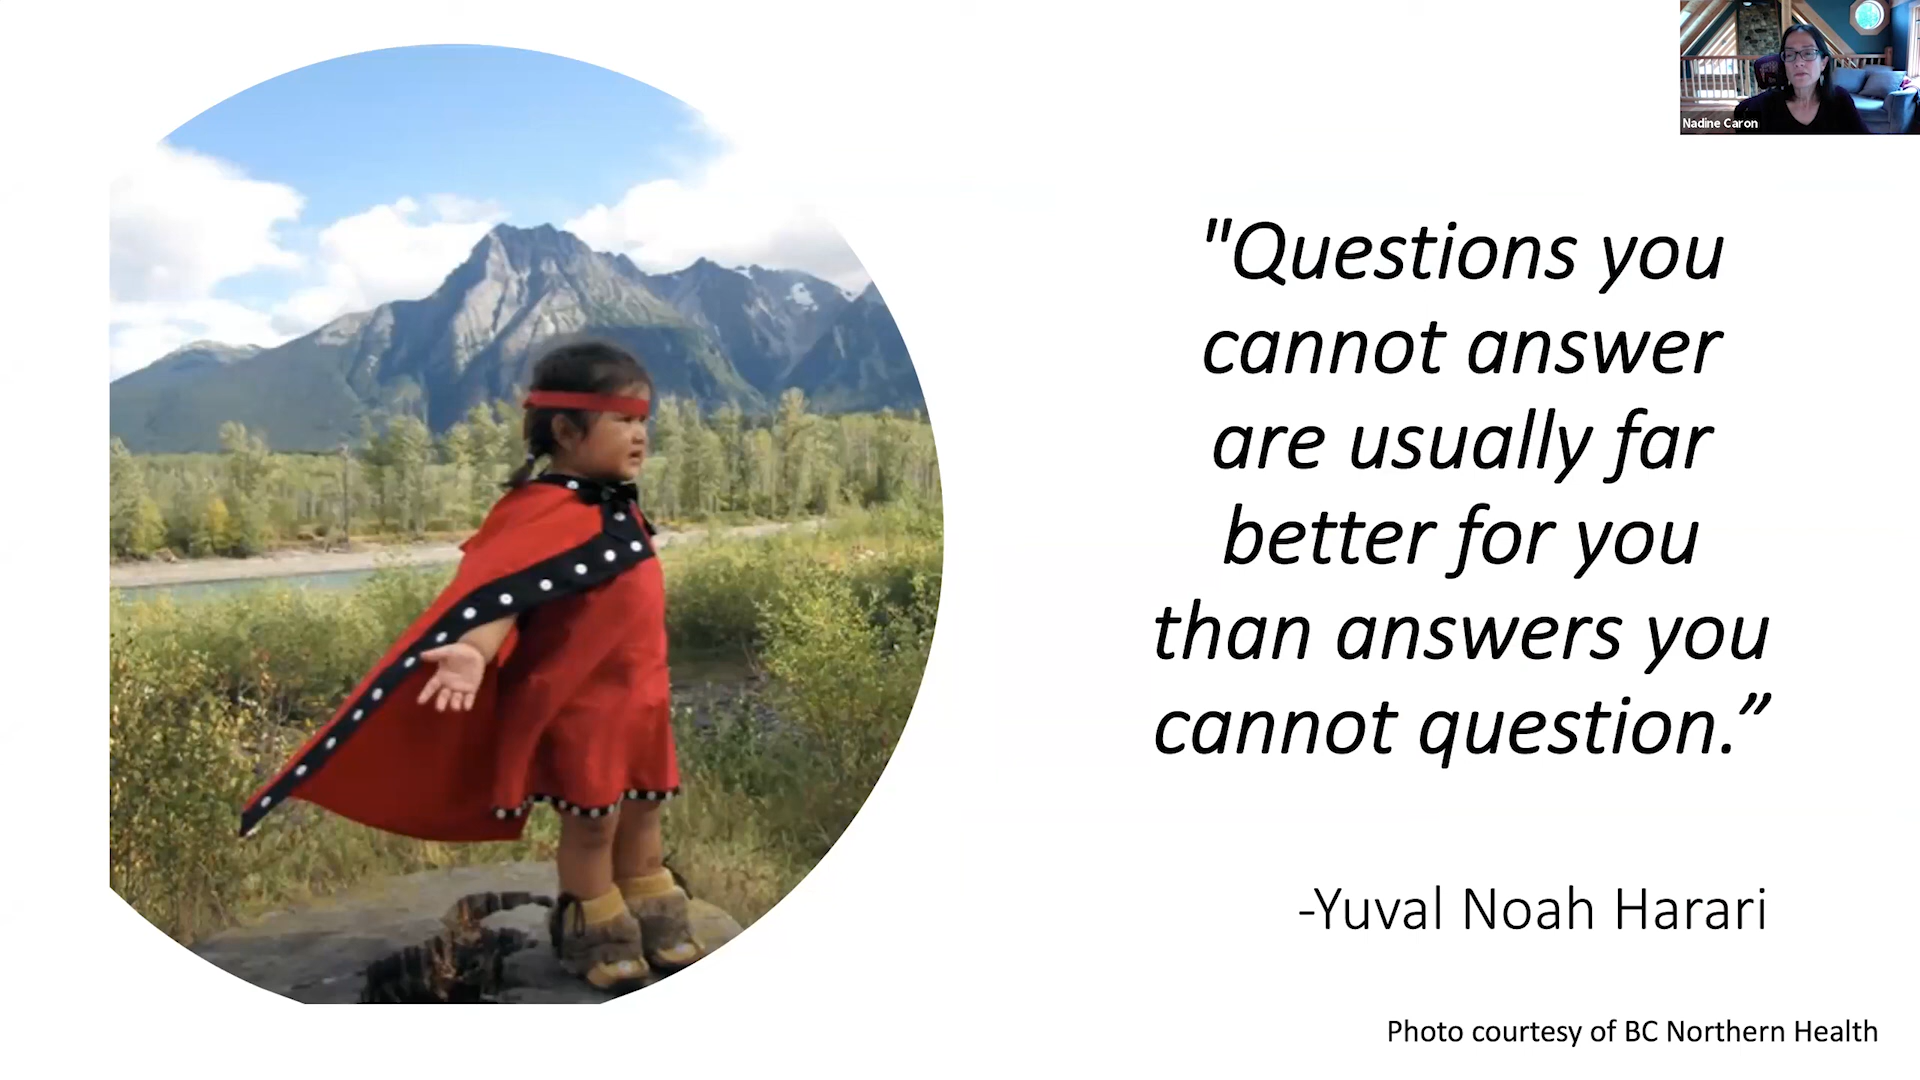 Nadine Caron
"Questions you
cannot answer
are usually far
better for you
than answers you
cannot question.”
-Yuval Noah Harari
Photo courtesy of BC Northern Health